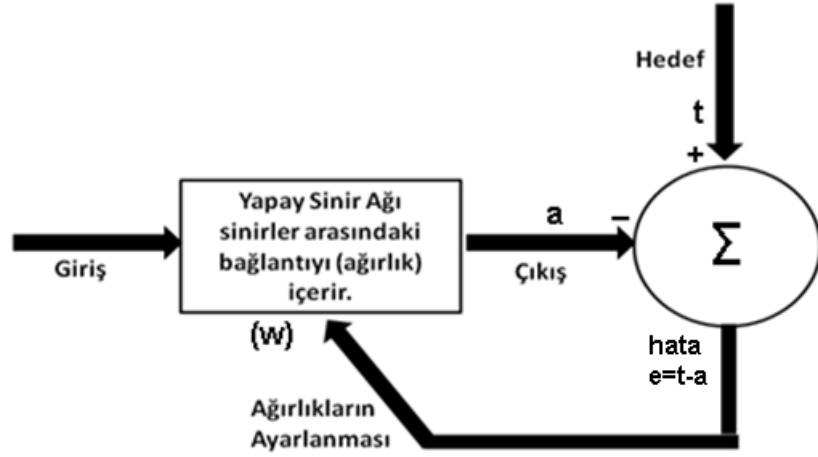 Hedef
t
+
Yapay Sinir Ağı
sinirler arasındaki
bağlantıyı (ağırlık)
içerir.
Giriş
a
−
Çıkış
Σ
(w)
hata
e=t-a
Ağırlıkların
Ayarlanması